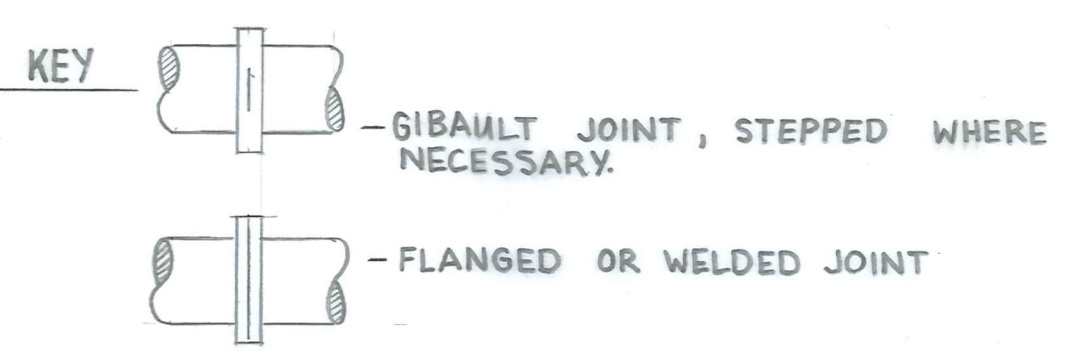 KEY
– GIBAULT JOINT, STEPPED WHERE
NECESSARY.
– FLANGED OR WELDED JOINT